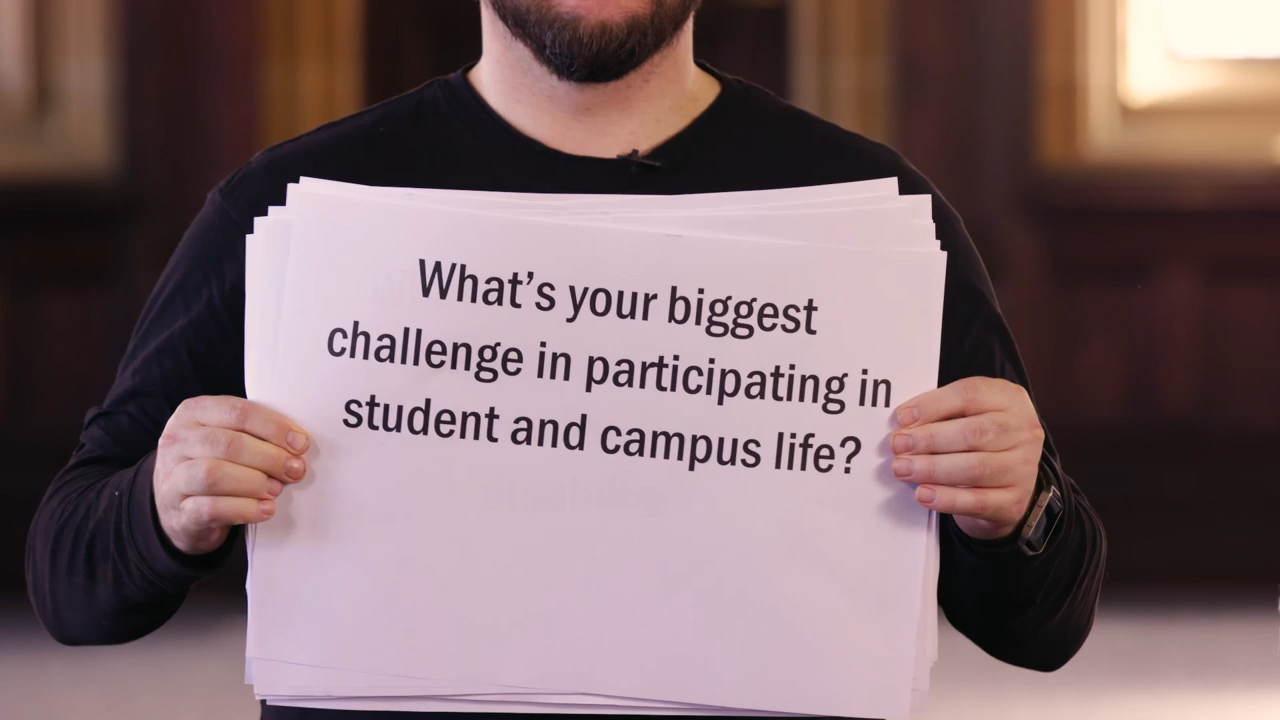 What’s your biggest
challenge in participating in
student and campus life?